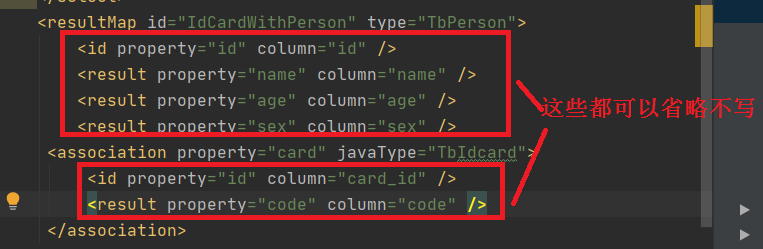 <resultMap id="IdCardWithPerson" type="TbPerson">
<id property="id" column="id" />
<result property="name" column="name" />
<result property="age" column="age" />
<result property="sex" column="sex" />
这些都可以省略不写
<association property="card" javaType="TbIdcard">
<id property="id" column="card_id" />
<result property="code" column="code" />
</association>